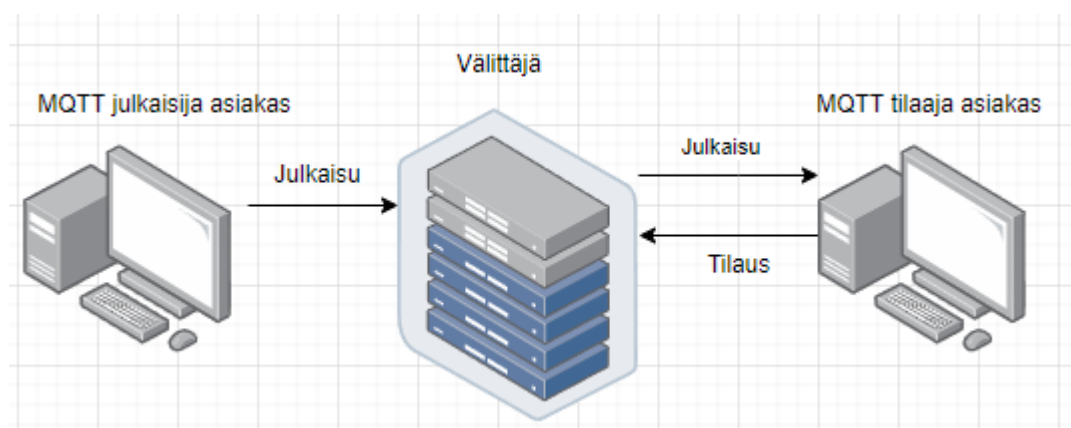 Välittäjä
MQTT julkaisija asiakas
MQTT tilaaja asiakas
Julkaisu
Julkaisu
Tilaus